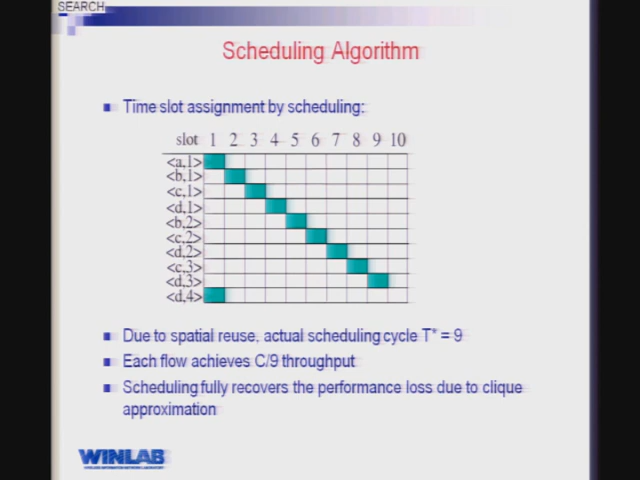 SEARCH
Scheduling Algorithm
Time slot assignment by scheduling:
slot 1 2 3 4 5 6 7 8 9 10
<a,1>
<b,1>
<c,1>
<d,1>
<b,2>
<c,2>
<d,2>
<c,3>
<d,3>
<d,4>
Due to spatial reuse, actual scheduling cycle T* = 9
Each flow achieves C/9 throughput
Scheduling fully recovers the performance loss due to clique
approximation
WINLAB